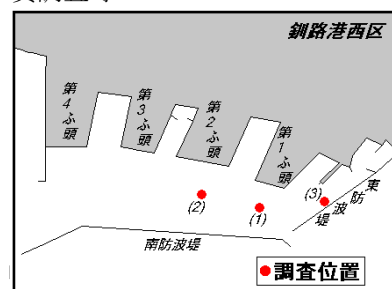 釧路港西区
第4ふ頭
第3ふ頭
第2ふ頭
第1ふ頭
(3)
(2)
(1)
東防波堤
南防波堤
●調査位置